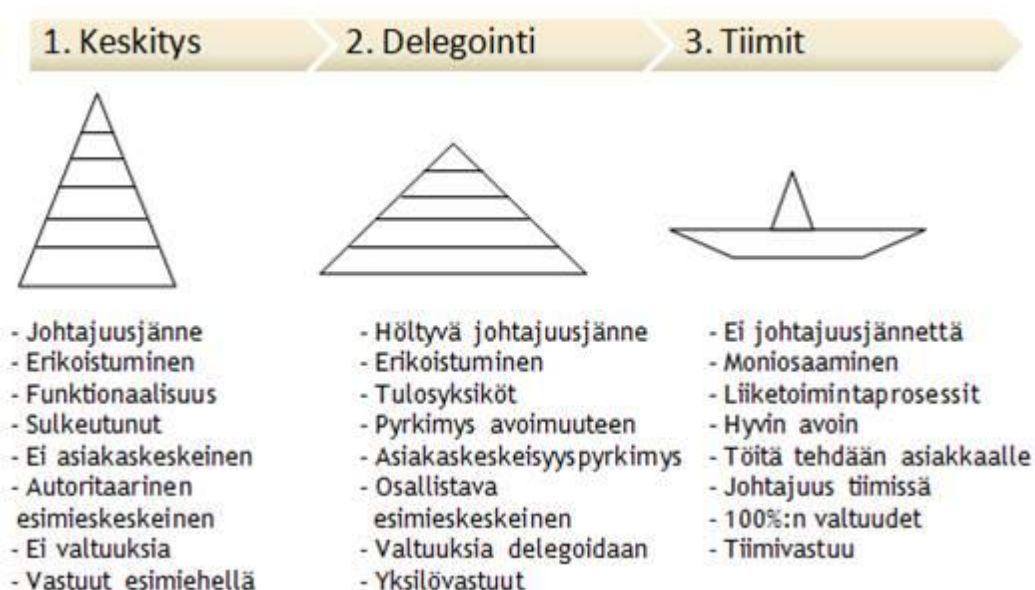 1. Keskitys
2. Delegointi
3. Tiimit
- Johtajuusjänne
- Erikoistuminen
- Funktionaalisuus
- Sulkeutunut
- Ei asiakaskeskeinen
- Autoritaarinen
esimieskeskeinen
- Ei valtuuksia
- Vastuut esimiehellä
- Höltyvä johtajuusjänne
- Erikoistuminen
- Tulosyksiköt
- Pyrkimys avoimuuteen
- Asiakaskeskeisyyspyrkimys
- Osallistava
esimieskeskeinen
- Valtuuksia delegoidaan
- Yksilövastuut
- Ei johtajuusjännettä
- Moniosaaminen
- Liiketoimintaprosessit
- Hyvin avoin
- Töitä tehdään asiakkaalle
- Johtajuus tiimissä
- 100%:n valtuudet
- Tiimivastuu